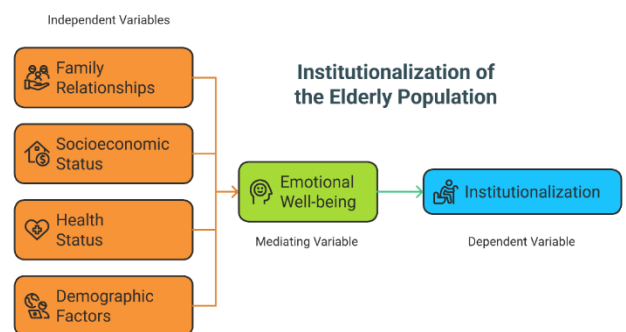 Independent Variables
Family
Relationships
Institutionalization of
the Elderly Population
Socioeconomic
Status
Emotional
Well-being
Institutionalization
Health
Status
Mediating Variable
Dependent Variable
Demographic
Factors